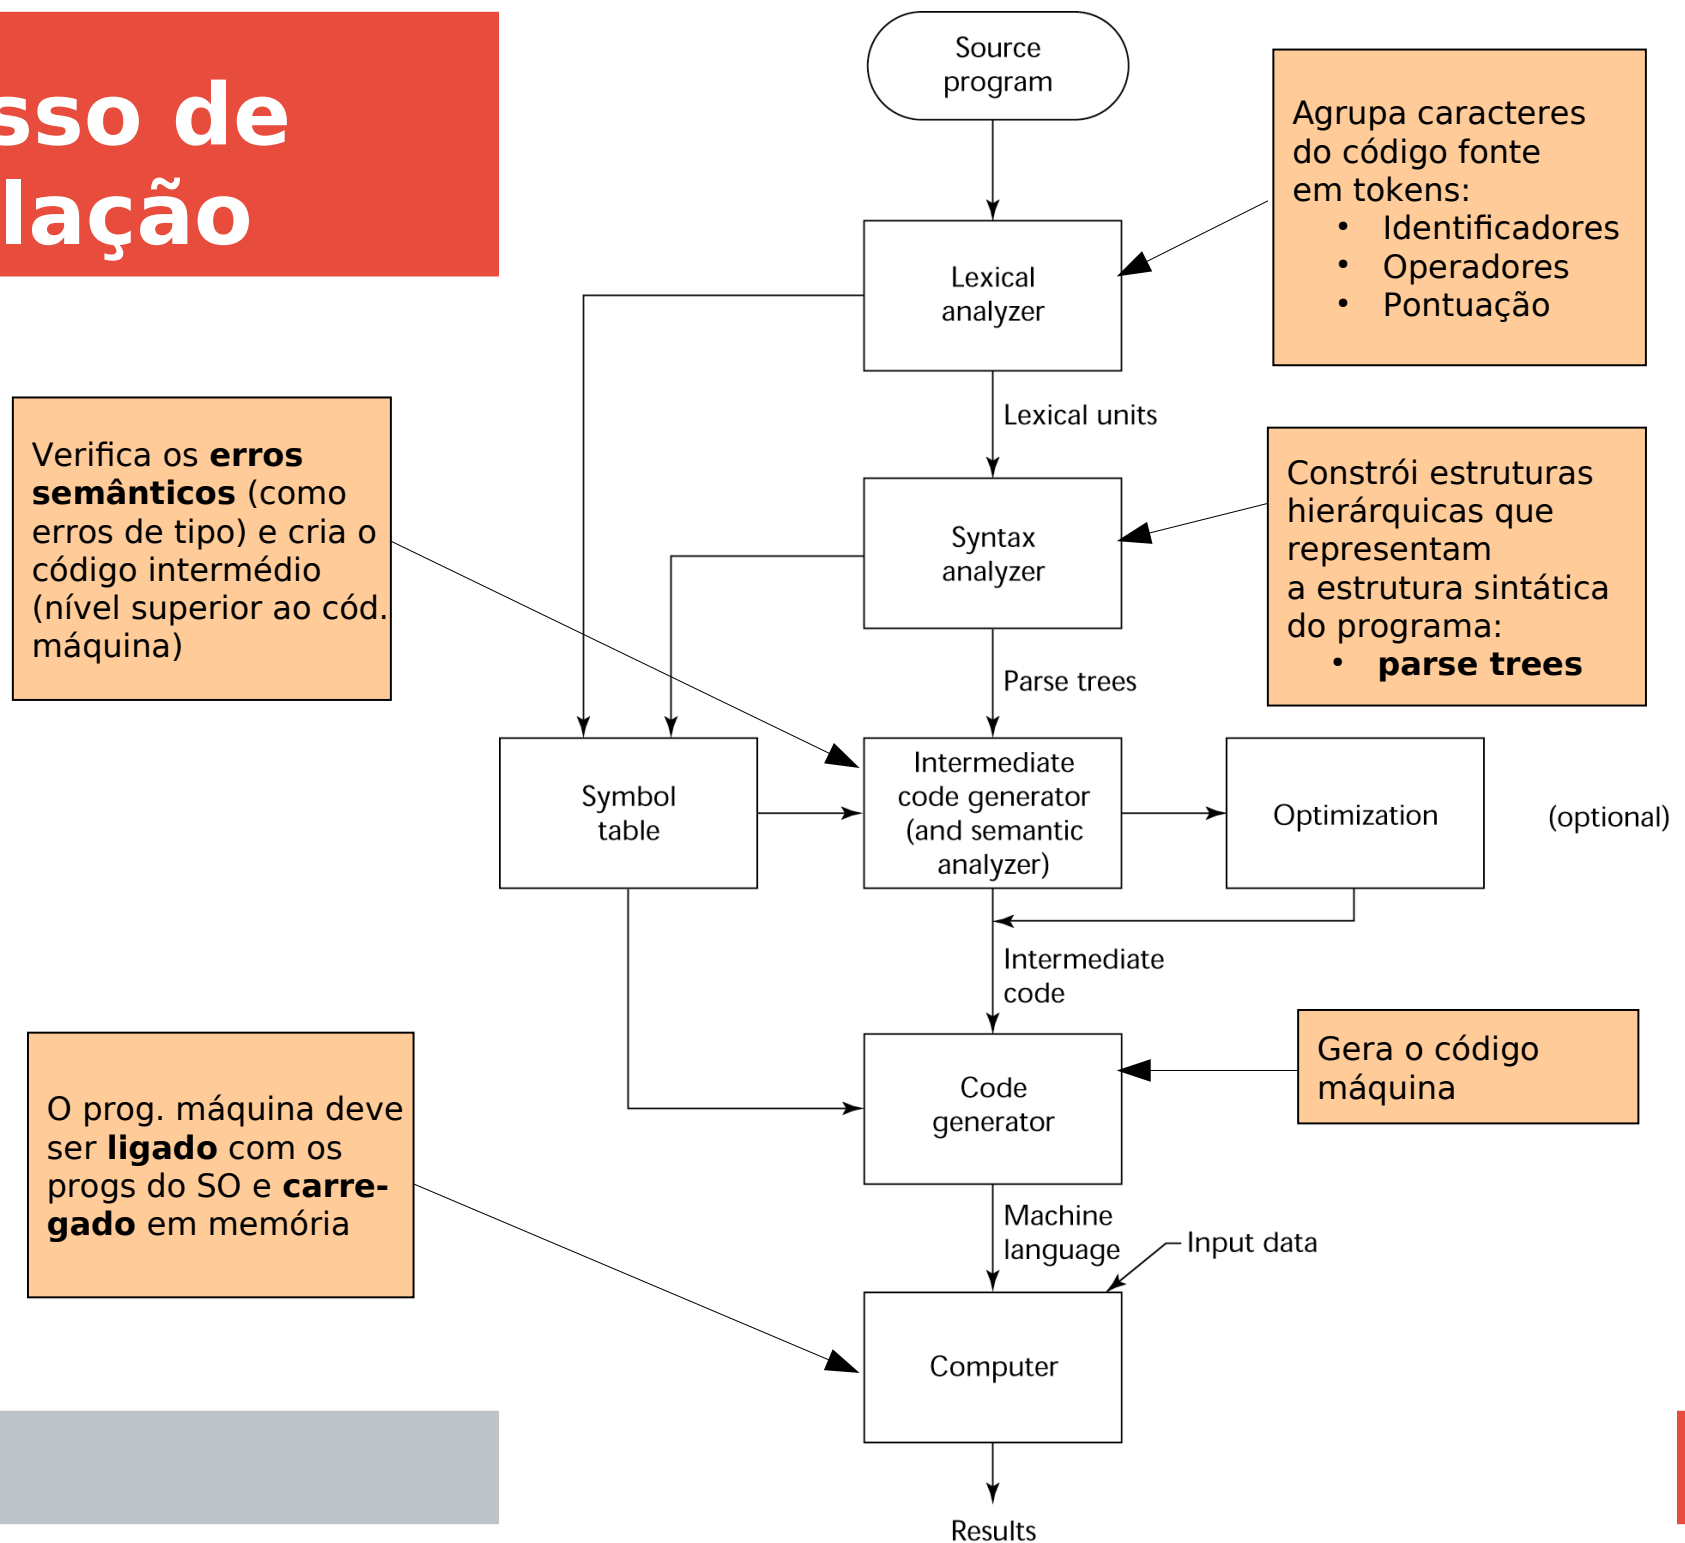 sso de
lação
Source
program
Agrupa caracteres
do código fonte
em tokens:
• Identificadores
• Operadores
• Pontuação
Lexical
analyzer
Lexical units
Verifica os erros
semânticos (como
erros de tipo) e cria o
código intermédio
(nível superior ao cód.
máquina)
Constrói estruturas
hierárquicas que
representam
a estrutura sintática
do programa:
• parse trees
Syntax
analyzer
Parse trees
Symbol
table
Intermediate
code generator
(and semantic
analyzer)
Optimization
(optional)
Intermediate
code
Gera o código
máquina
Code
generator
O prog. máquina deve
ser ligado com os
progs do SO e carre-
gado em memória
Machine
language
Input data
Computer
Results